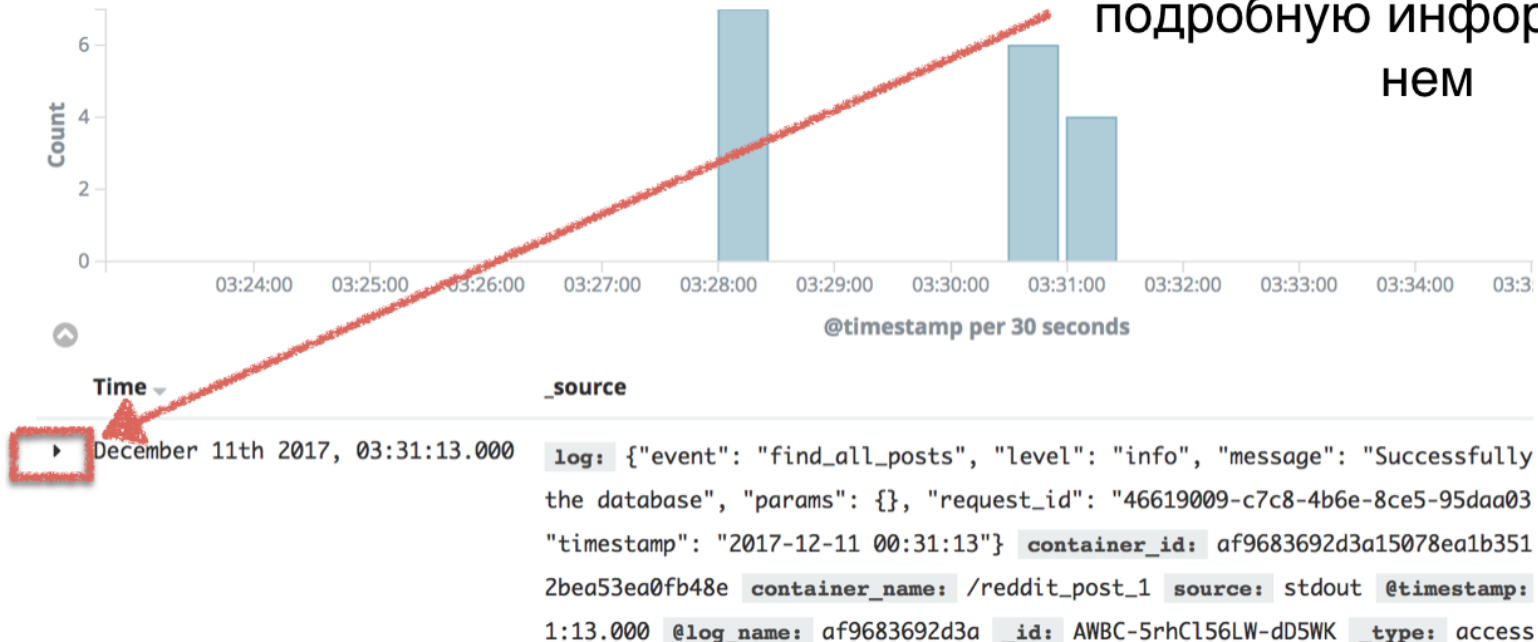 подробную инфор
нем
6
4
2
0
Count
03:24:00 03:25:00 03:26:00 03:27:00 03:28:00 03:29:00 03:30:00 03:31:00 03:32:00 03:33:00 03:34:00 03:3
@timestamp per 30 seconds
Time _source
December 11th 2017, 03:31:13.000 log: {"event": "find_all_posts", "level": "info", "message": "Successfully
the database", "params": {}, "request_id": "46619009-c7c8-4b6e-8ce5-95daa03
"timestamp": "2017-12-11 00:31:13"} container_id: af9683692d3a15078ea1b351
2bea53ea0fb48e container_name: /reddit_post_1 source: stdout @timestamp:
1:13.000 @log_name: af9683692d3a _id: AWBC-5rhCl56LW-dD5WK _type: access